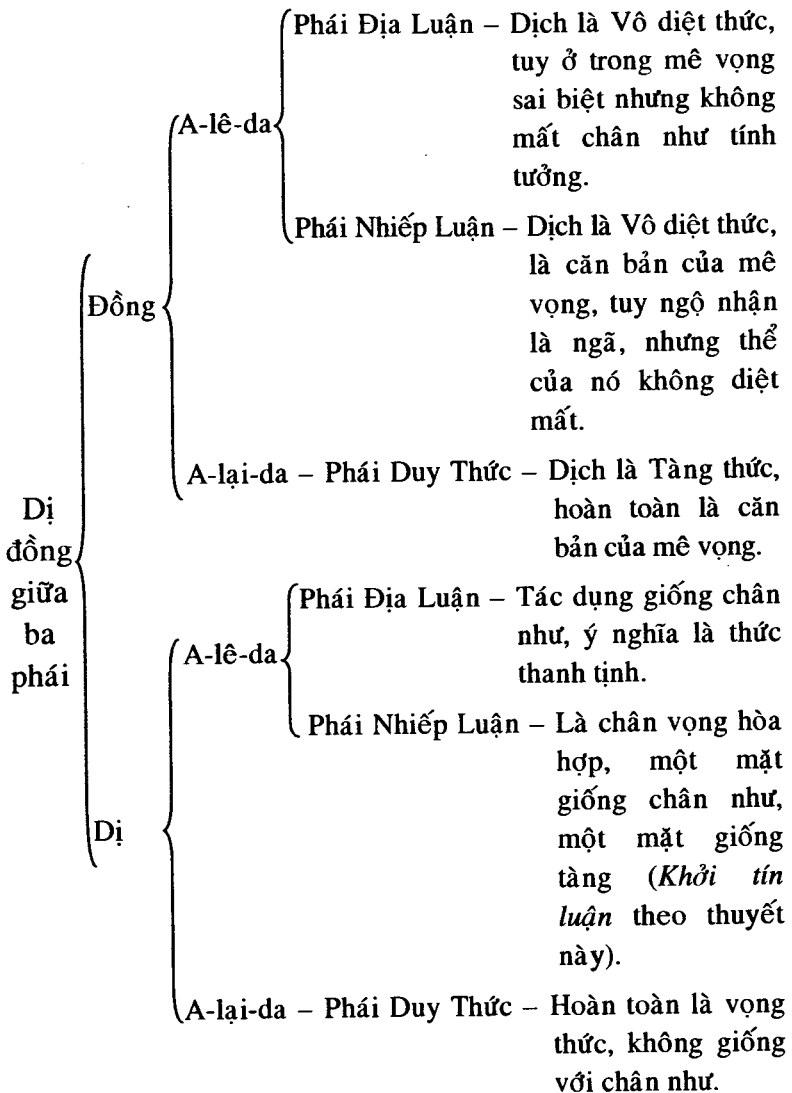 Phái Địa Luận – Dịch là Vô diệt thức,
tuy ở trong mê vọng
sai biệt nhưng không
mất chân như tính
tưởng.
A-lê-da
Phái Nhiếp Luận – Dịch là Vô diệt thức,
là căn bản của mê
vọng, tuy ngộ nhận
là ngã, nhưng thể
của nó không diệt
mất.
Đồng
A-lại-da – Phái Duy Thức – Dịch là Tàng thức,
hoàn toàn là căn
bản của mê vọng.
Dị
đồng
giữa
ba
phái
Phái Địa Luận – Tác dụng giống chân
như, ý nghĩa là thức
thanh tịnh.
A-lê-da
Phái Nhiếp Luận – Là chân vọng hòa
hợp, một mặt
giống chân như,
một mặt giống
tàng (Khởi tín
luận theo thuyết
này).
Dị
A-lại-da – Phái Duy Thức – Hoàn toàn là vọng
thức, không giống
với chân như.